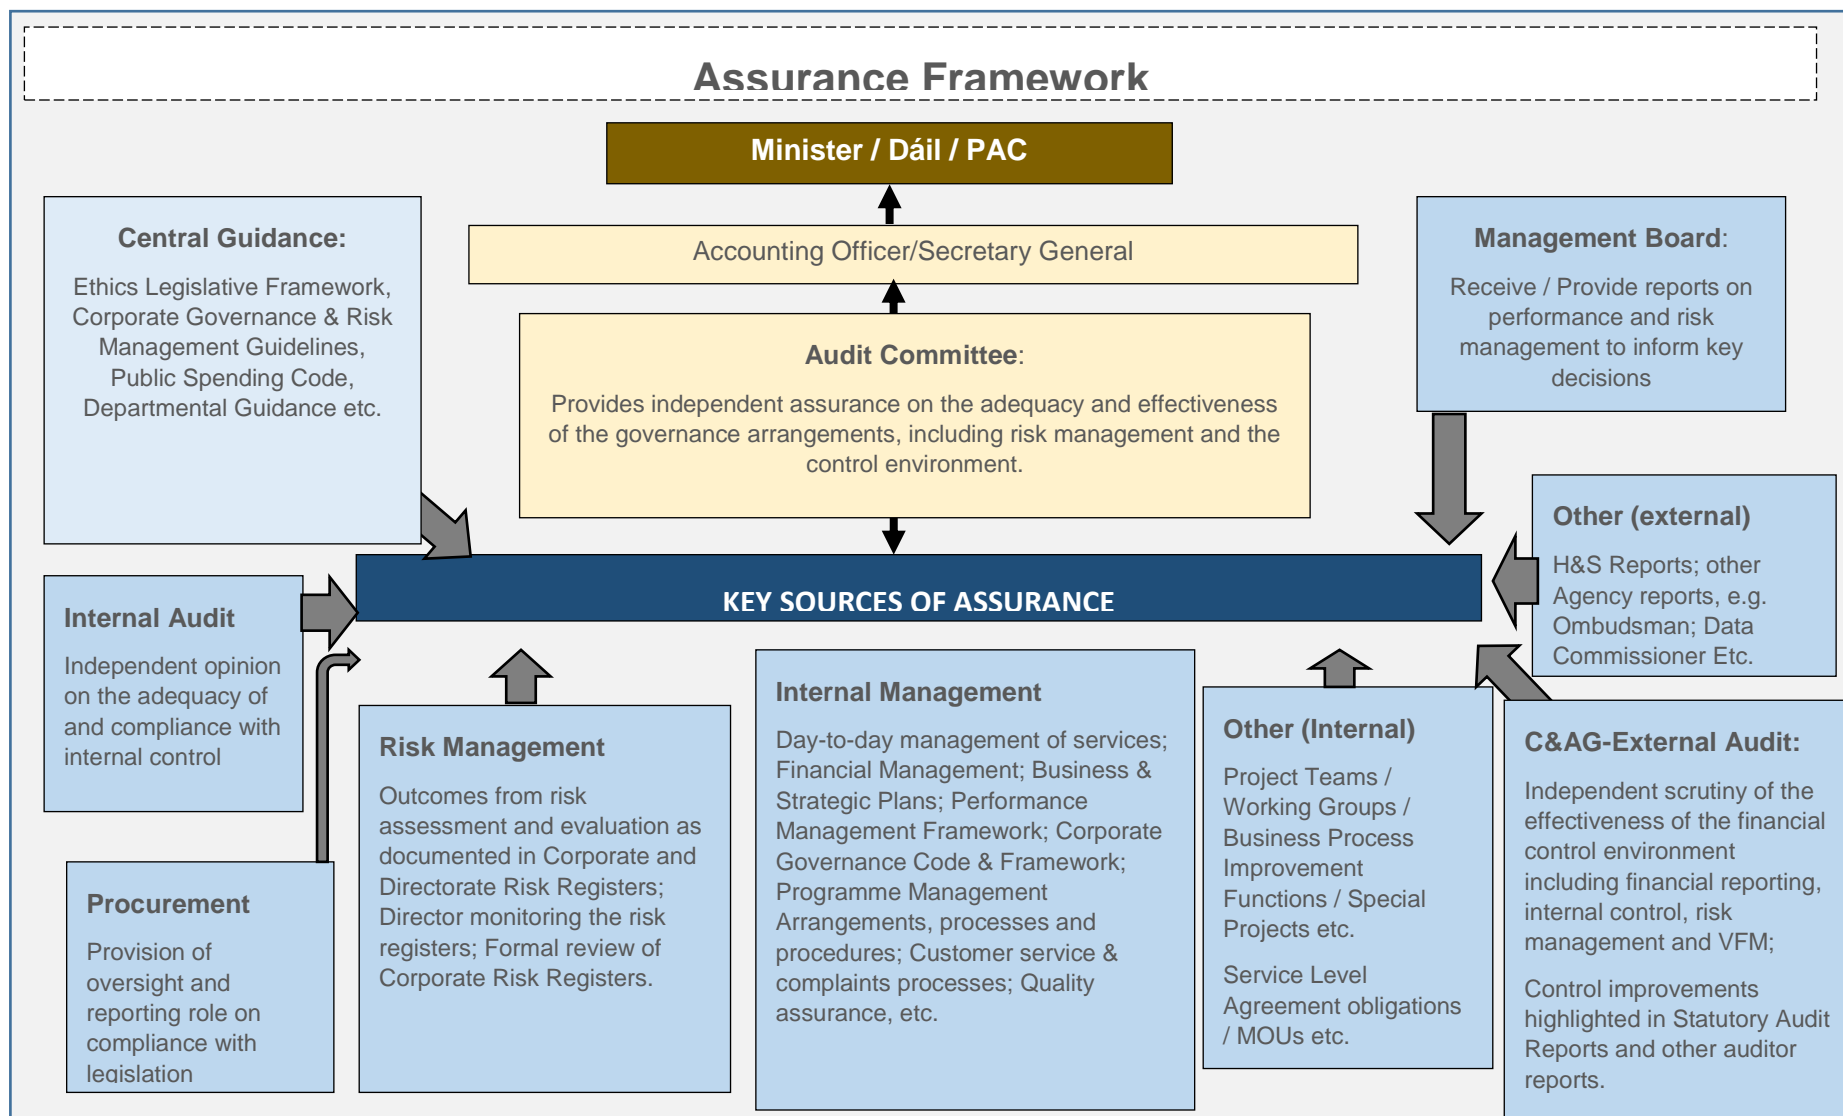 Assurance Framework
Minister / Dáil / PAC
Central Guidance:
Ethics Legislative Framework,
Corporate Governance & Risk
Management Guidelines,
Public Spending Code,
Departmental Guidance etc.
Accounting Officer/Secretary General
Management Board:
Receive / Provide reports on
performance and risk
management to inform key
decisions
Audit Committee:
Provides independent assurance on the adequacy and effectiveness
of the governance arrangements, including risk management and the
control environment.
Other (external)
H&S Reports; other
Agency reports, e.g.
Ombudsman; Data
Commissioner Etc.
KEY SOURCES OF ASSURANCE
Internal Audit
Independent opinion
on the adequacy of
and compliance with
internal control
Procurement
Provision of
oversight and
reporting role on
compliance with
legislation
Risk Management
Outcomes from risk
assessment and evaluation as
documented in Corporate and
Directorate Risk Registers;
Director monitoring the risk
registers; Formal review of
Corporate Risk Registers.
Internal Management
Day-to-day management of services;
Financial Management; Business &
Strategic Plans; Performance
Management Framework; Corporate
Governance Code & Framework;
Programme Management
Arrangements, processes and
procedures; Customer service &
complaints processes; Quality
assurance, etc.
Other (Internal)
Project Teams /
Working Groups /
Business Process
Improvement
Functions / Special
Projects etc.
Service Level
Agreement obligations
/ MOUs etc.
C&AG-External Audit:
Independent scrutiny of the
effectiveness of the financial
control environment
including financial reporting,
internal control, risk
management and VFM;
Control improvements
highlighted in Statutory Audit
Reports and other auditor
reports.